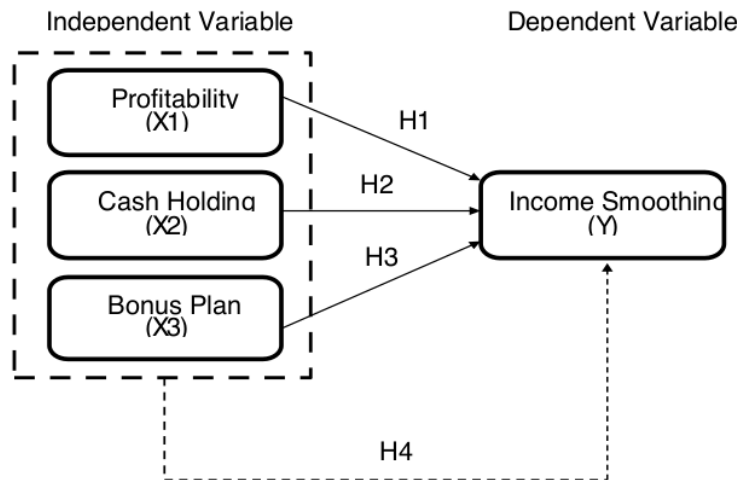 Independent Variable
Dependent Variable
Profitability
(X1)
H1
Cash Holding
(X2)
H2
Income Smoothing
(Y)
H3
Bonus Plan
(X3)
H4